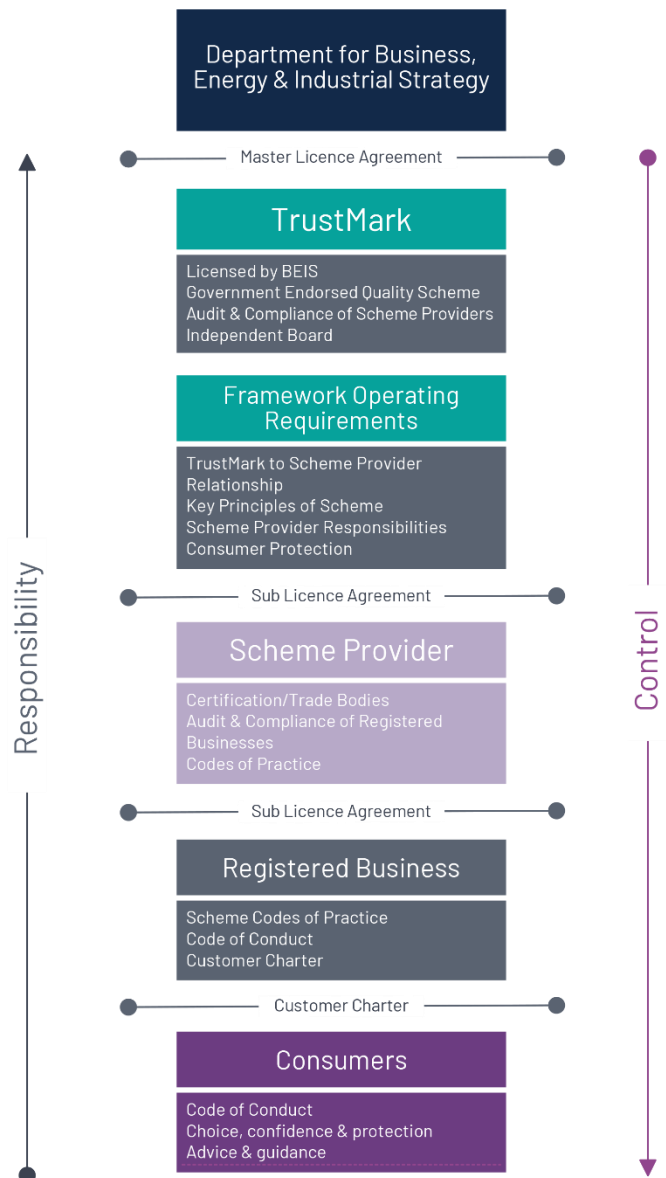 Department for Business,
Energy & Industrial Strategy
Master Licence Agreement
TrustMark
Licensed by BEIS
Government Endorsed Quality Scheme
Audit & Compliance of Scheme Providers
Independent Board
Framework Operating
Requirements
TrustMark to Scheme Provider
Relationship
Key Principles of Scheme
Scheme Provider Responsibilities
Consumer Protection
Sub Licence Agreement
Scheme Provider
Certification/Trade Bodies
Audit & Compliance of Registered
Businesses
Codes of Practice
Sub Licence Agreement
Registered Business
Scheme Codes of Practice
Code of Conduct
Customer Charter
Customer Charter
Consumers
Code of Conduct
Choice, confidence & protection
Advice & guidance
Responsibility
Control